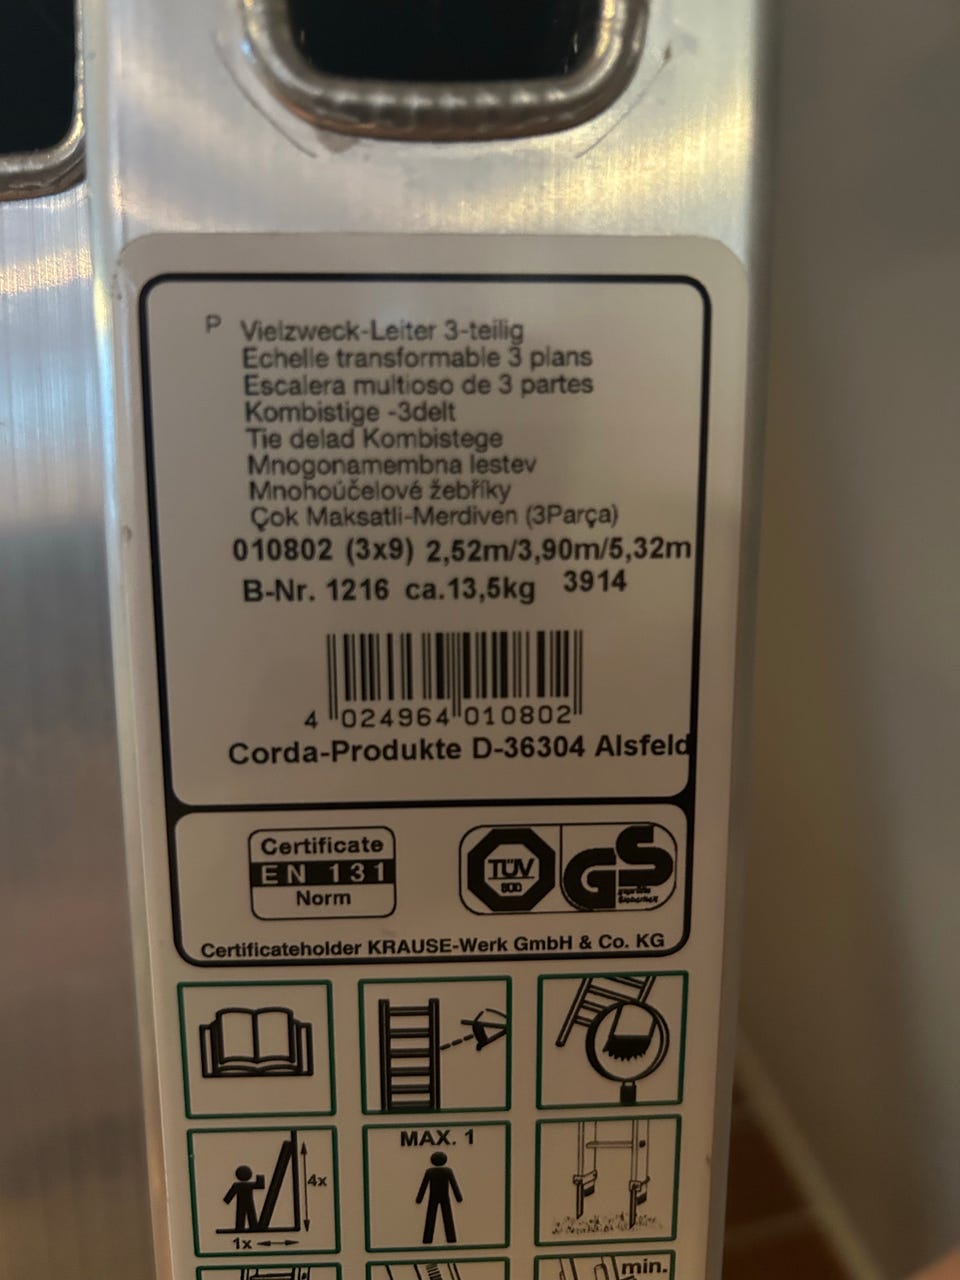 P Vielzweck-Leiter 3-teilig
Echelle transformable 3 plans
Escalera multioso de 3 partes
Kombistige -3delt
Tie delad Kombistege
Mnogonamembna lestev
Mnohoúčelové žebříky
Çok Maksatli-Merdiven (3Parça)
010802 (3x9) 2,52m/3,90m/5,32m
B-Nr. 1216 ca.13,5kg 3914
4 024964 010802
Corda-Produkte D-36304 Alsfeld
Certificate
EN 131
Norm
TÜV
GS
geprüfte
Sicherheit
Certificateholder KRAUSE-Werk GmbH & Co. KG
4x
1x
MAX. 1
min.